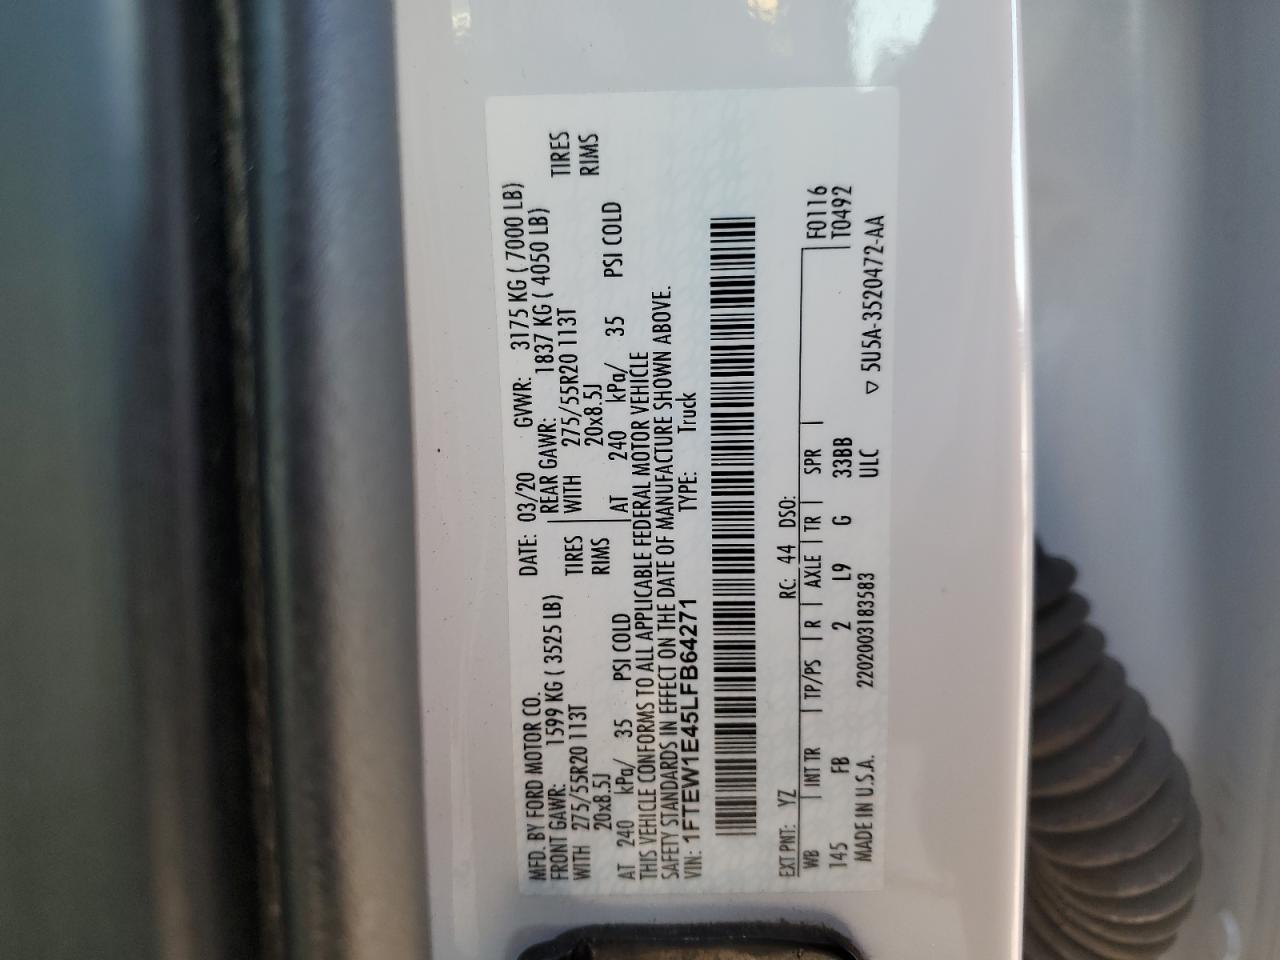 MFD. BY FORD MOTOR CO.
DATE: 03/20 GVWR: 3175 KG ( 7000 LB)
FRONT GAWR: 1599 KG ( 3525 LB) REAR GAWR: 1837 KG ( 4050 LB)
WITH 275/55R20 113T TIRES WITH 275/55R20 113T TIRES
20x8.5J RIMS 20x8.5J RIMS
AT 240 kPa/ 35 PSI COLD AT 240 kPa/ 35 PSI COLD
THIS VEHICLE CONFORMS TO ALL APPLICABLE FEDERAL MOTOR VEHICLE
SAFETY STANDARDS IN EFFECT ON THE DATE OF MANUFACTURE SHOWN ABOVE.
VIN: 1FTEW1E45LFB64271 TYPE: Truck
EXT PNT: YZ RC: 44 DSO:
WB | INT TR | TP/PS | R | AXLE | TR | SPR | F0116
145 FB 2 L9 G 33BB T0492
MADE IN U.S.A. 2202003183583 ULC ▽ 5U5A-3520472-AA